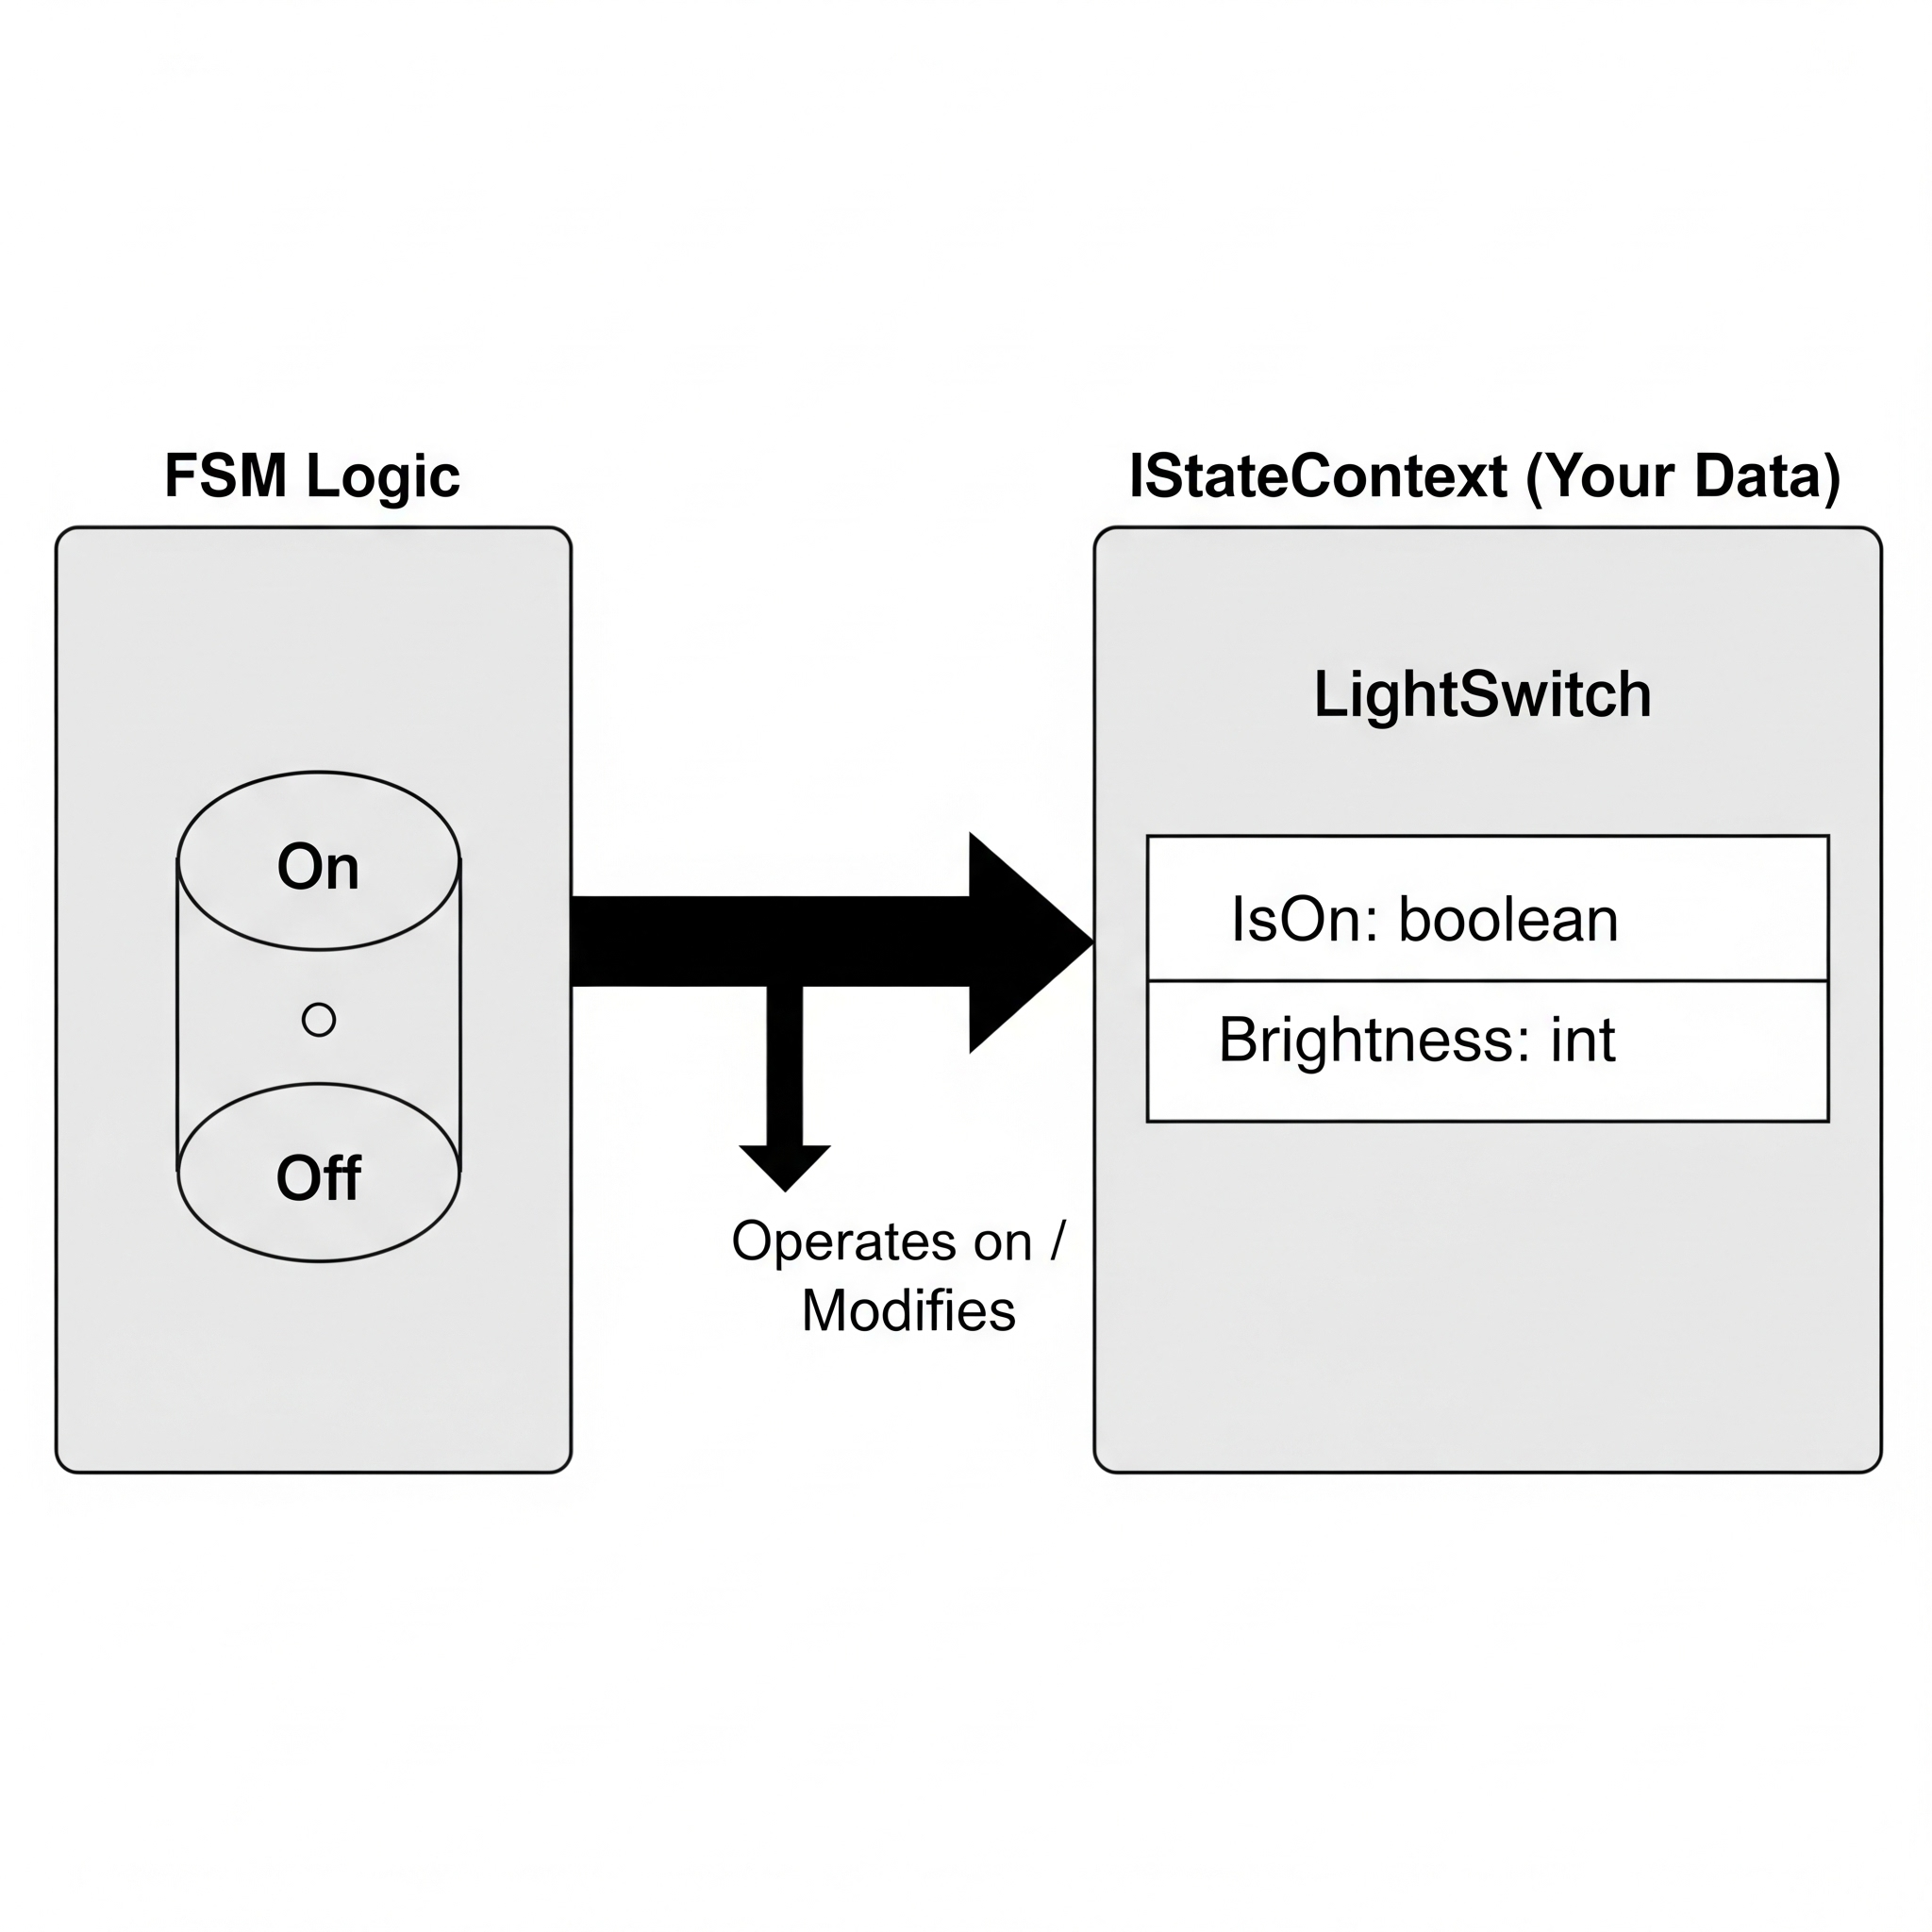 FSM Logic
On
Off
Operates on /
Modifies
IStateContext (Your Data)
LightSwitch
IsOn: boolean
Brightness: int